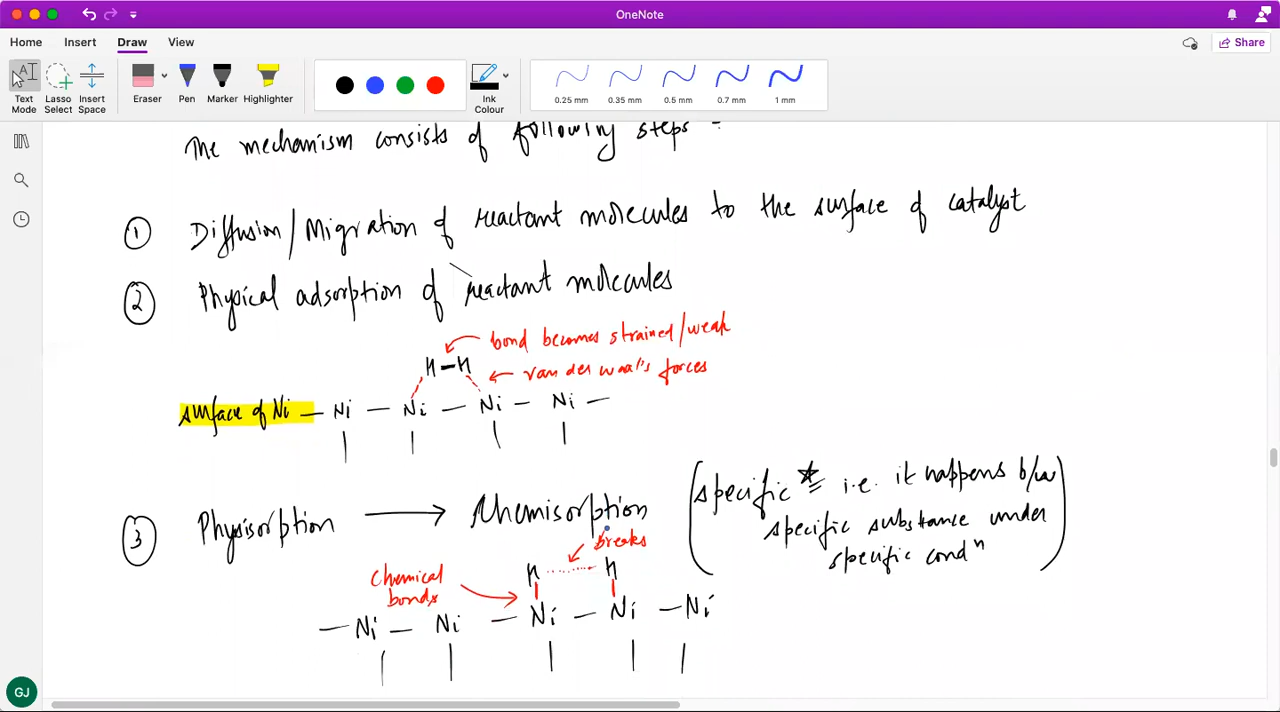 OneNote
Home Insert Draw View
Share
Text Mode
Lasso Select
Insert Space
Eraser
Pen
Marker
Highlighter
Ink Colour
0.25 mm
0.35 mm
0.5 mm
0.7 mm
1 mm
The mechanism consists of following steps :
① Diffusion/Migration of reactant molecules to the surface of catalyst
② Physical adsorption of reactant molecules
bond becomes strained/weak
H – H
van der waal's forces
surface of Ni — Ni — Ni — Ni — Ni —
③ Physisorption ⟶ Chemisorption
(specific* i.e. it happens b/w
specific substance under
specific condⁿ)
breaks
Chemical
bonds
H ...... H
— Ni — Ni — Ni — Ni — Ni
GJ